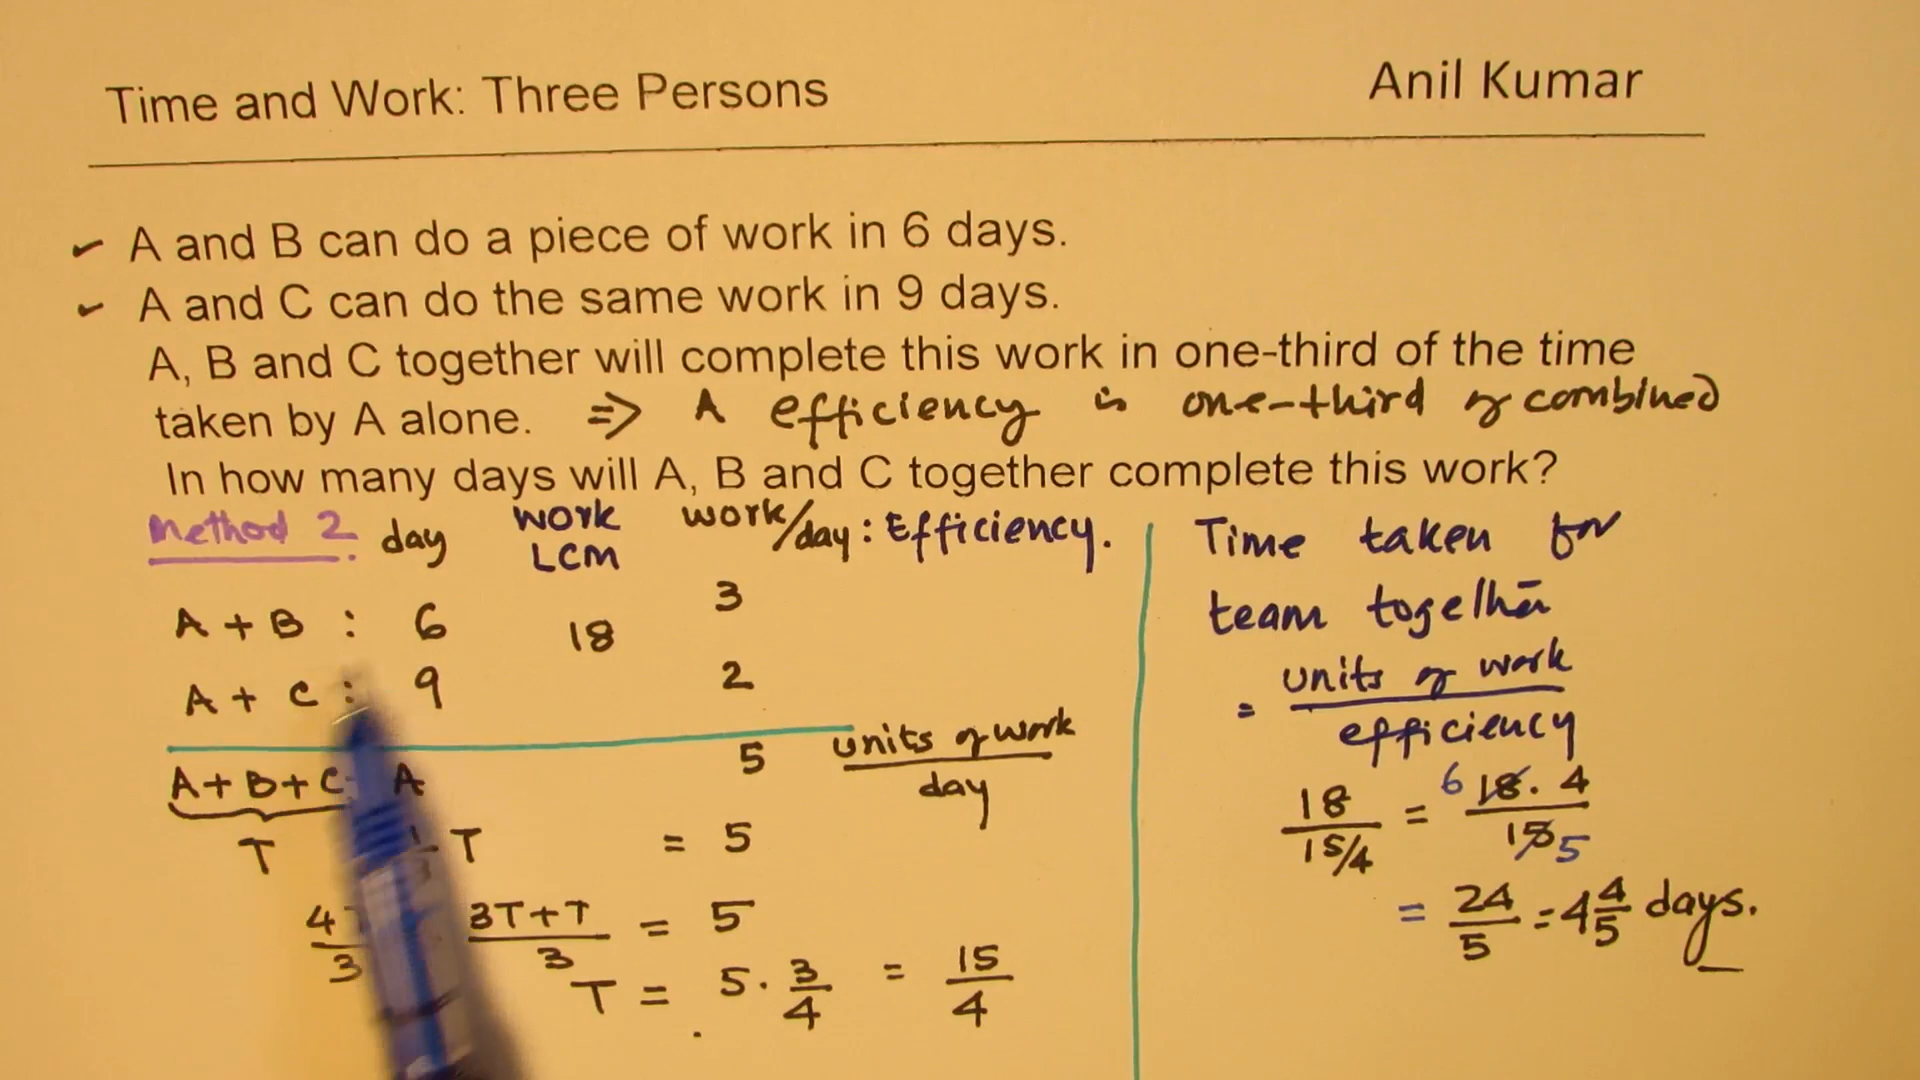 Time and Work: Three Persons
Anil Kumar
✓ A and B can do a piece of work in 6 days.
✓ A and C can do the same work in 9 days.
A, B and C together will complete this work in one-third of the time
taken by A alone. => A efficiency is one-third of combined
In how many days will A, B and C together complete this work?
Method 2. day work LCM work/day : Efficiency.
A + B : 6 18 3
A + C : 9 2
A + B + C A 5 units of work / day
T T = 5
4 / 3 3T+T / 3 = 5
T = 5 . 3/4 = 15/4
Time taken for
team together
= units of work / efficiency
18 / 15/4 = 6 18 . 4 / 15 5
= 24/5 = 4 4/5 days.